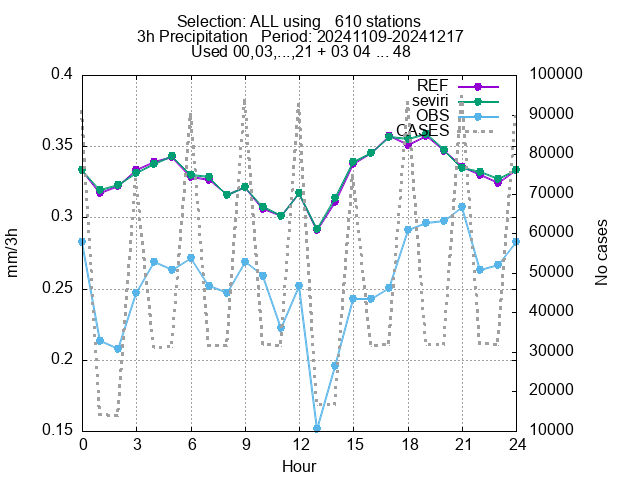 Selection: ALL using   610 stations
3h Precipitation   Period: 20241109-20241217
Used 00,03,...,21 + 03 04 ... 48
REF
seviri
OBS
CASES
0.4
0.35
0.3
0.25
0.2
0.15
mm/3h
100000
90000
80000
70000
60000
50000
40000
30000
20000
10000
No cases
0 3 6 9 12 15 18 21 24
Hour